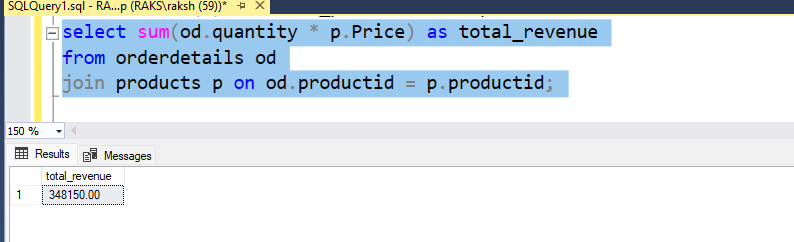 SQLQuery1.sql - RA...p (RAKS\raksh (59))*
select sum(od.quantity * p.Price) as total_revenue
from orderdetails od
join products p on od.productid = p.productid;
150 %
Results Messages
total_revenue
1 348150.00